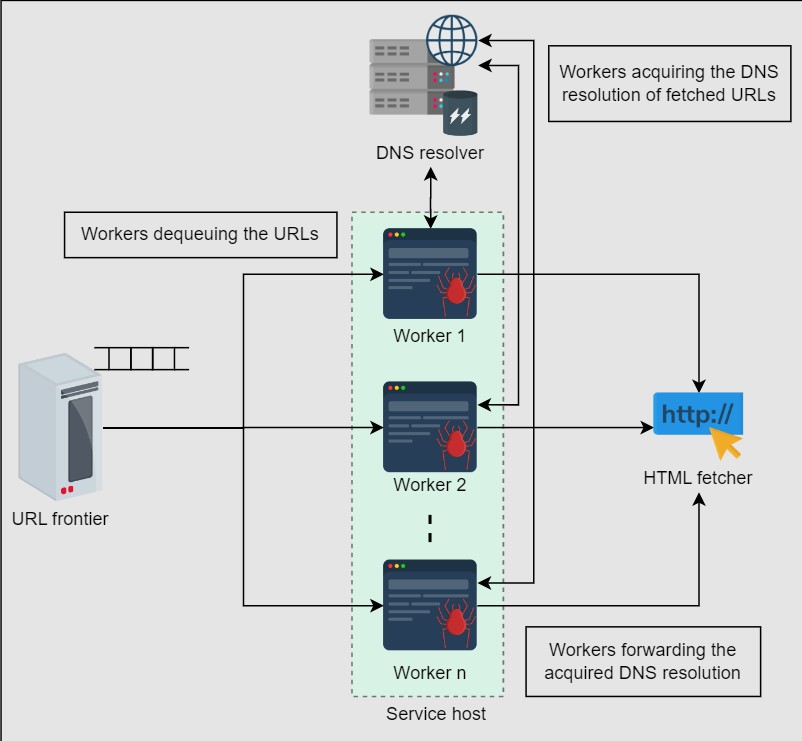 Workers acquiring the DNS
resolution of fetched URLs
DNS resolver
Workers dequeuing the URLs
Worker 1
http://
Worker 2
HTML fetcher
URL frontier
Workers forwarding the
acquired DNS resolution
Worker n
Service host